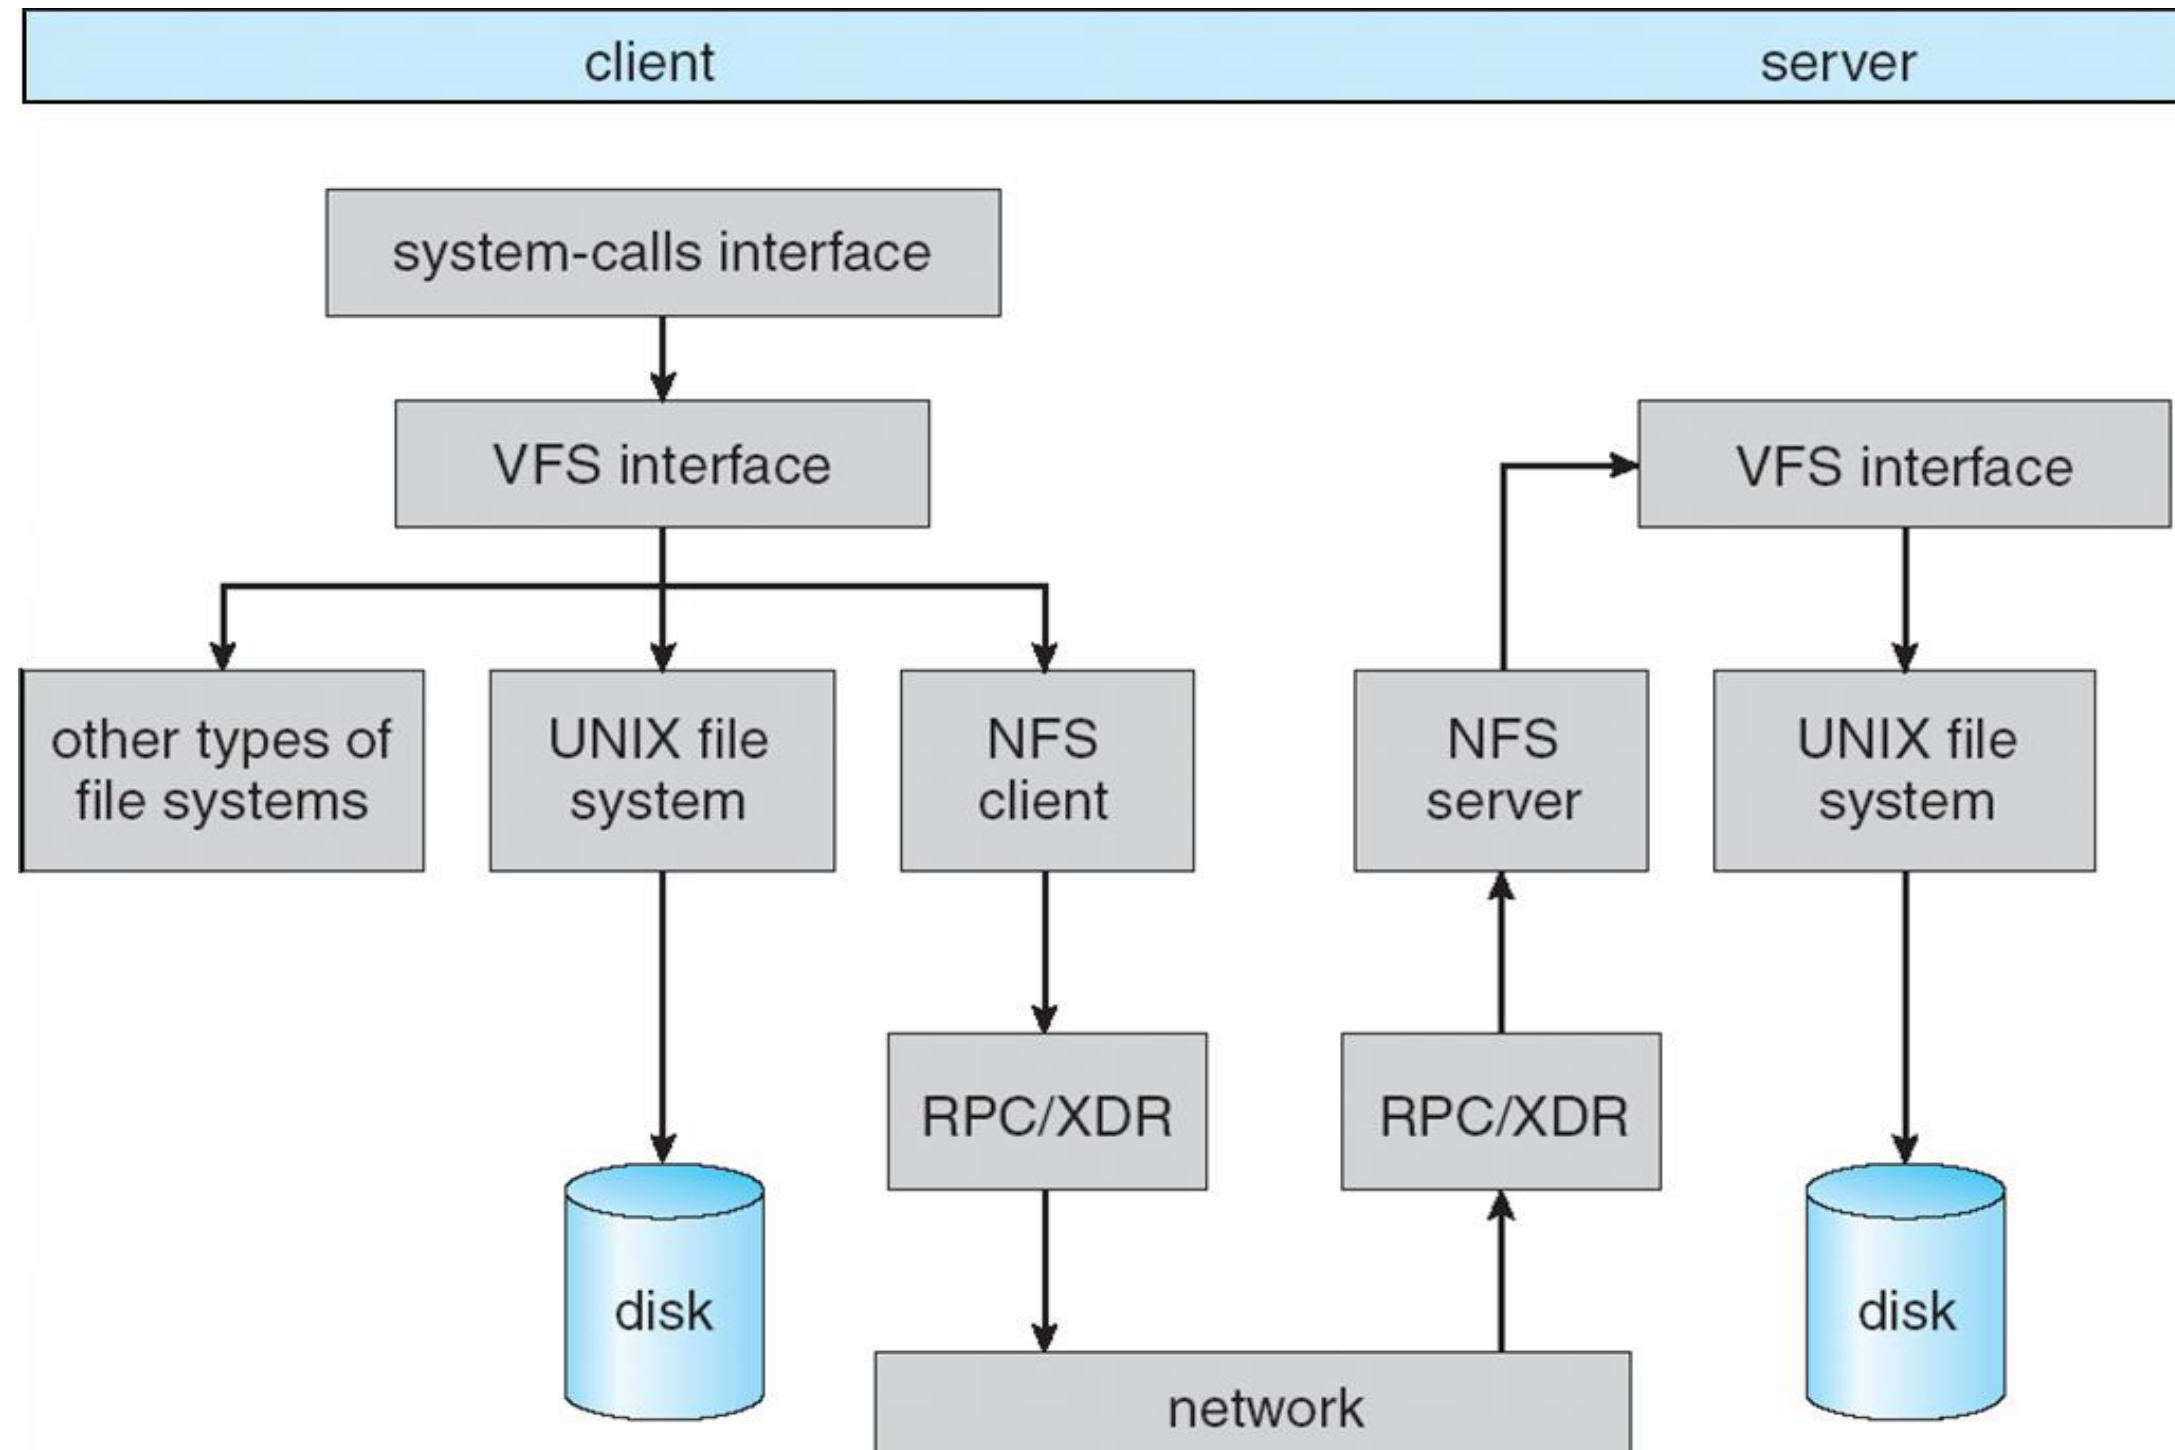 client
server
system-calls interface
VFS interface
VFS interface
other types of
file systems
UNIX file
system
NFS
client
NFS
server
UNIX file
system
RPC/XDR
RPC/XDR
disk
disk
network